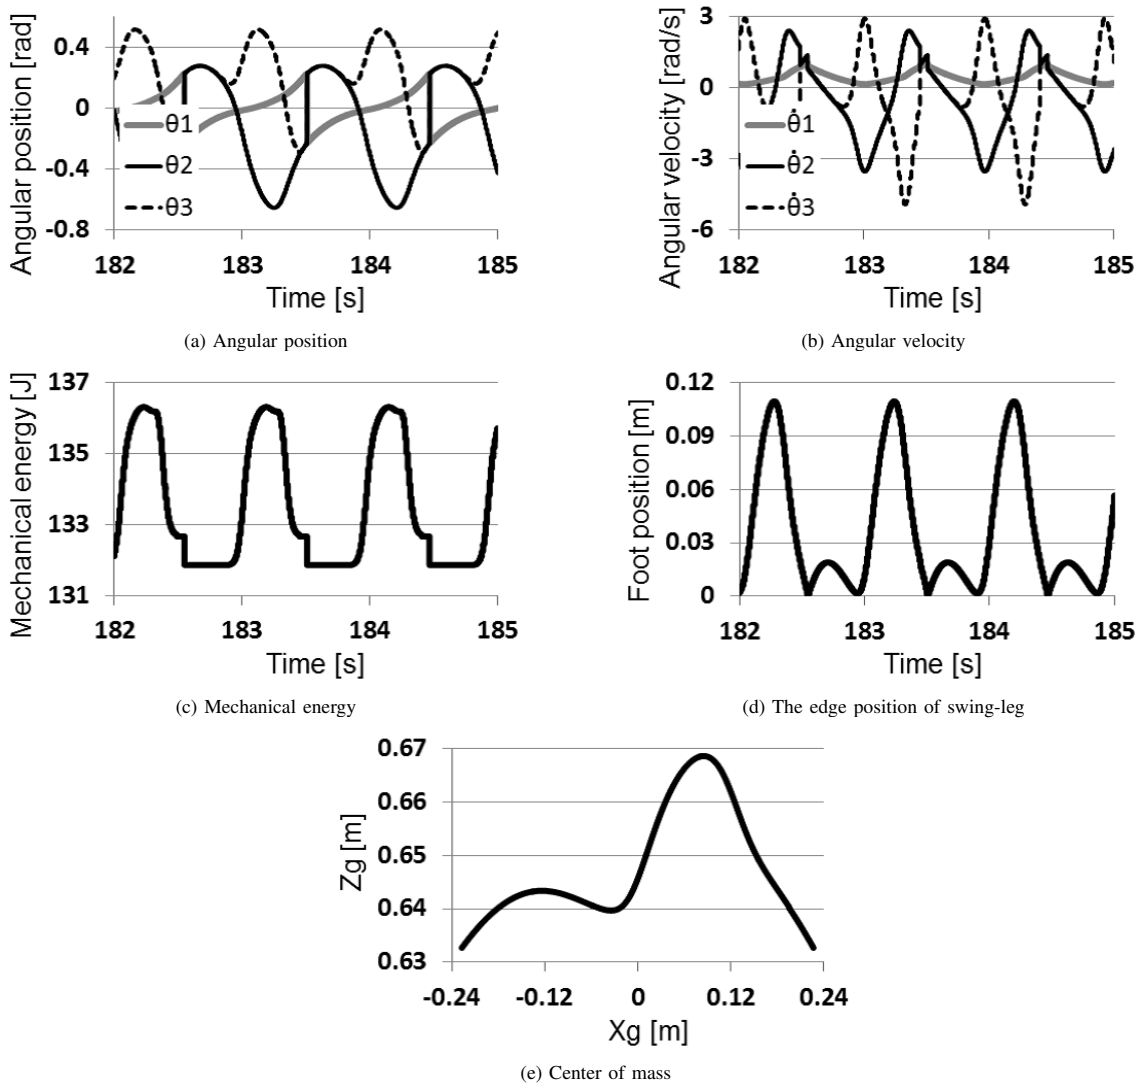 Angular position [rad]
0.4
0
-0.4
-0.8
θ1
θ2
θ3
182 183 184 185
Time [s]
(a) Angular position
Angular velocity [rad/s]
3
0
-3
-6
θ̇1
θ̇2
θ̇3
182 183 184 185
Time [s]
(b) Angular velocity
Mechanical energy [J]
137
135
133
131
182 183 184 185
Time [s]
(c) Mechanical energy
Foot position [m]
0.12
0.09
0.06
0.03
0
182 183 184 185
Time [s]
(d) The edge position of swing-leg
Zg [m]
0.67
0.66
0.65
0.64
0.63
-0.24 -0.12 0 0.12 0.24
Xg [m]
(e) Center of mass